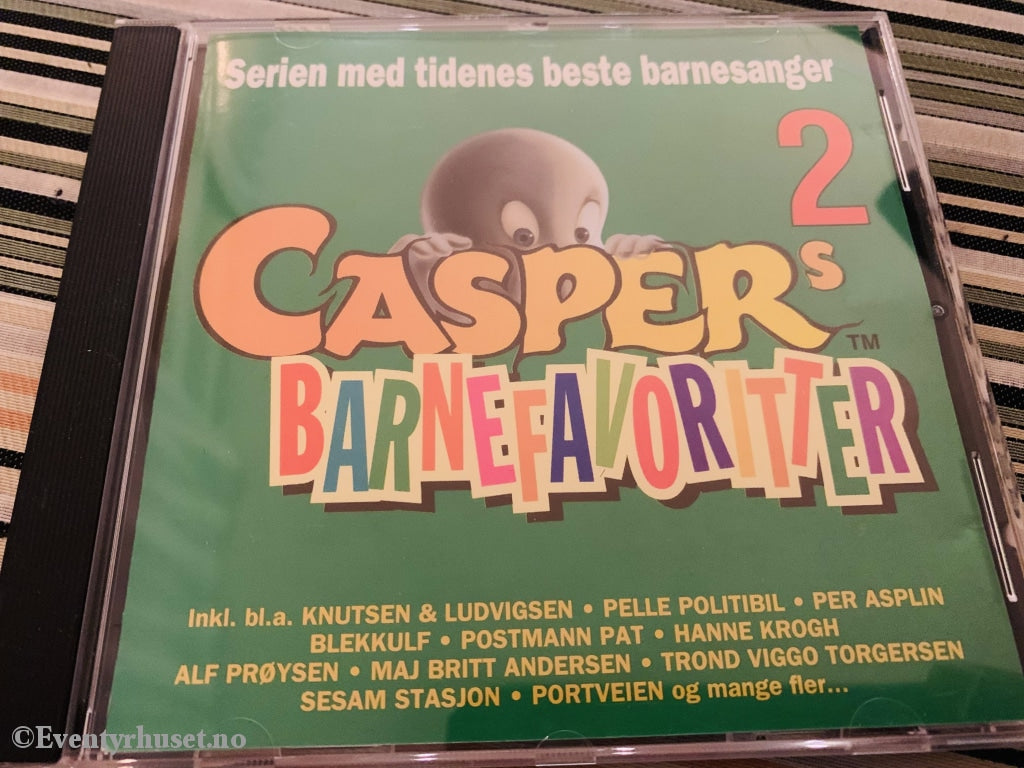 Serien med tidenes beste barnesanger
2
CASPERs
TM
BARNEFAVORITTER
Inkl. bl.a. KNUTSEN & LUDVIGSEN • PELLE POLITIBIL • PER ASPLIN
BLEKKULF • POSTMANN PAT • HANNE KROGH
ALF PRØYSEN • MAJ BRITT ANDERSEN • TROND VIGGO TORGERSEN
SESAM STASJON • PORTVEIEN og mange fler...
©Eventyrhuset.no